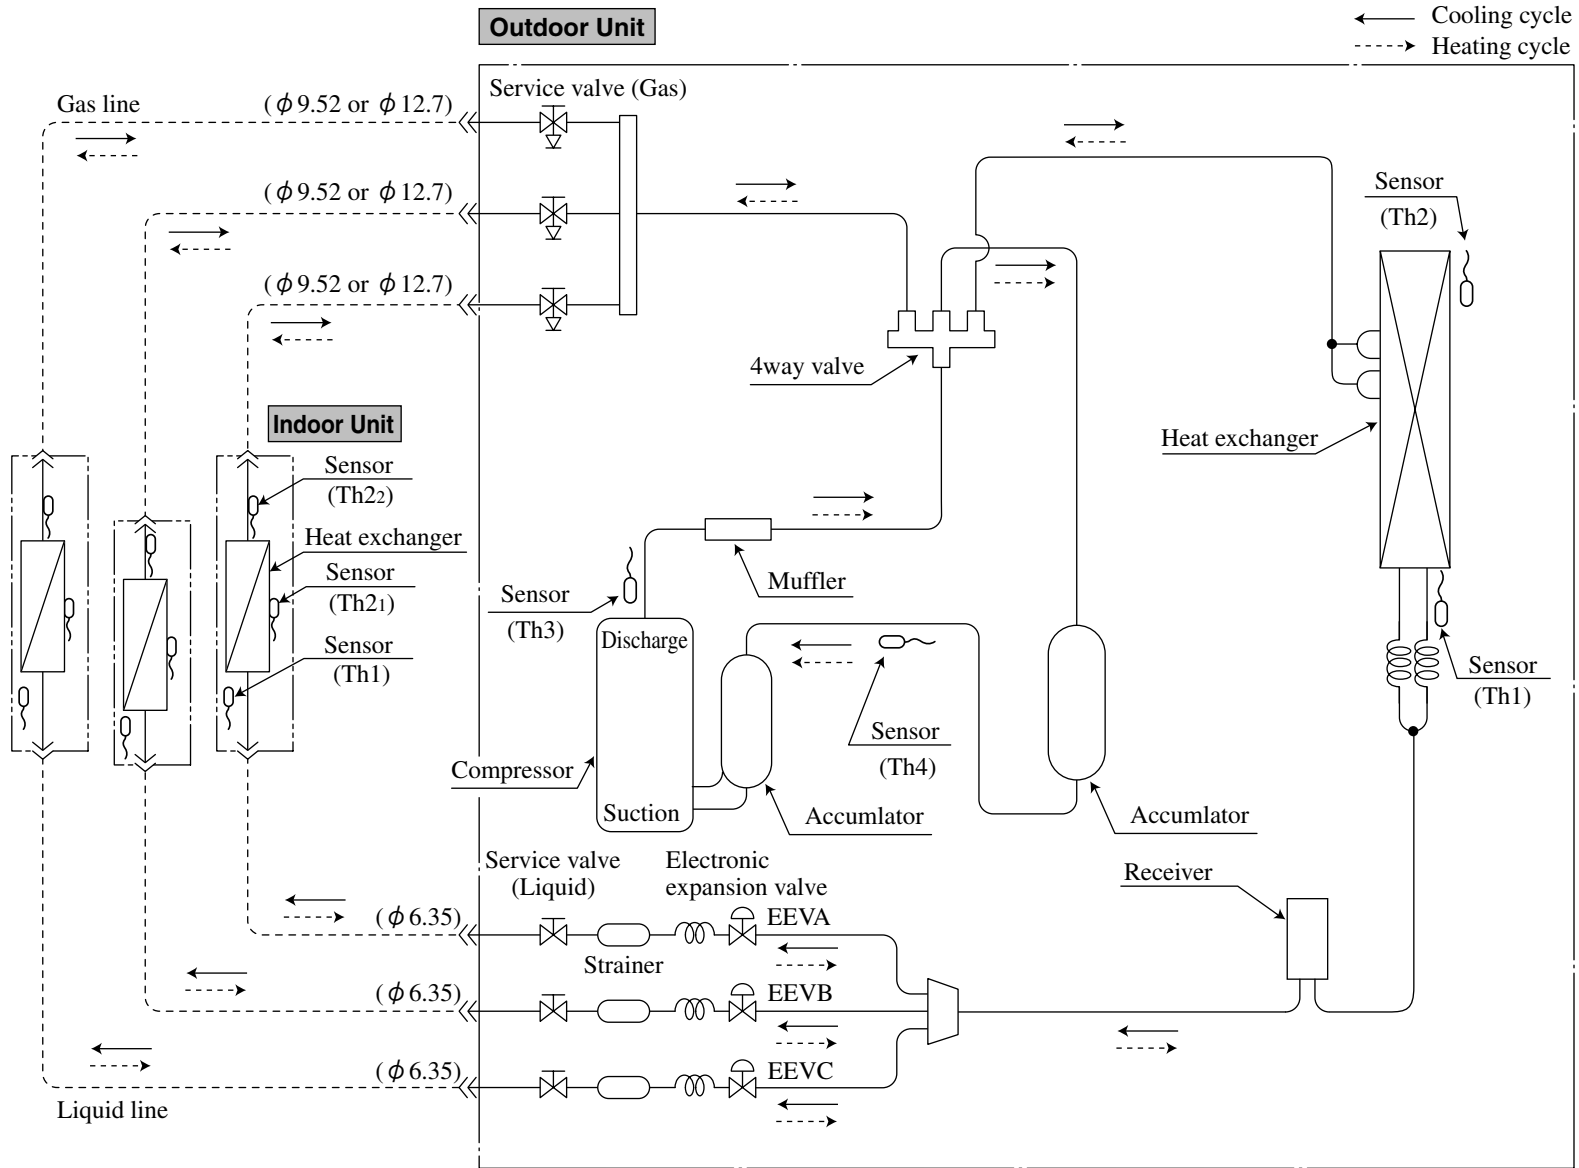 Outdoor Unit
Cooling cycle
Heating cycle
Service valve (Gas)
Gas line
(ϕ9.52 or ϕ12.7)
(ϕ9.52 or ϕ12.7)
(ϕ9.52 or ϕ12.7)
Sensor
(Th2)
4way valve
Heat exchanger
Indoor Unit
Sensor
(Th22)
Heat exchanger
Sensor
(Th21)
Sensor
(Th1)
Muffler
Sensor
(Th3)
Discharge
Suction
Compressor
Sensor
(Th4)
Accumlator
Accumlator
Sensor
(Th1)
Receiver
Service valve
(Liquid)
Electronic
expansion valve
(ϕ6.35)
EEVA
Strainer
(ϕ6.35)
EEVB
(ϕ6.35)
EEVC
Liquid line